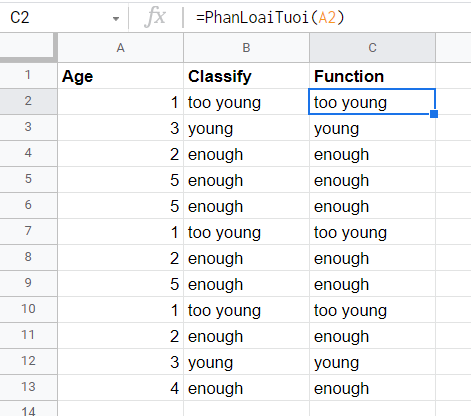 C2 fx =PhanLoaiTuoi(A2)
A B C
1 Age Classify Function
2 1 too young too young
3 3 young young
4 2 enough enough
5 5 enough enough
6 5 enough enough
7 1 too young too young
8 2 enough enough
9 5 enough enough
10 1 too young too young
11 2 enough enough
12 3 young young
13 4 enough enough
14